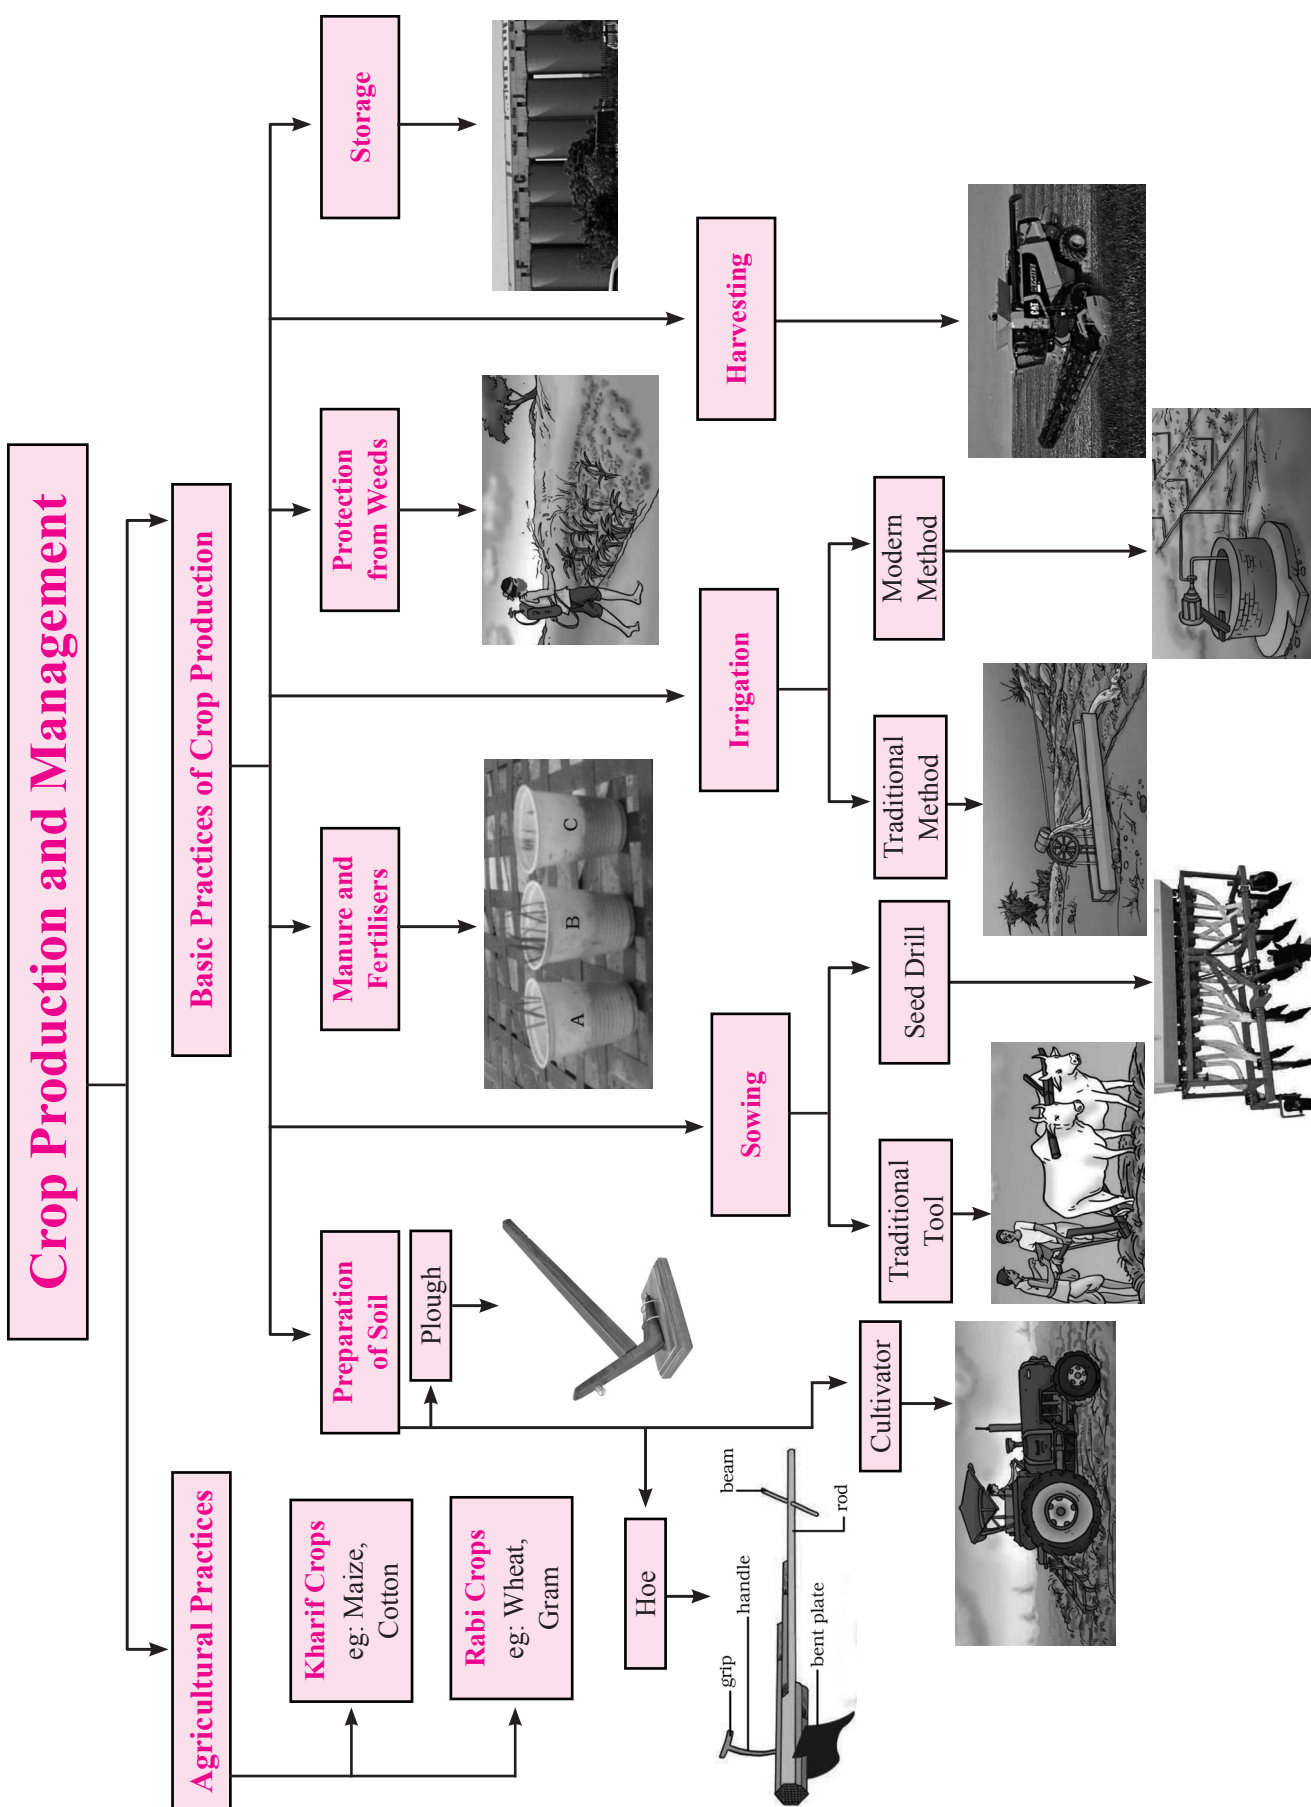 Crop Production and Management
Agricultural Practices
Kharif Crops
eg: Maize,
Cotton
Rabi Crops
eg: Wheat,
Gram
Basic Practices of Crop Production
Preparation
of Soil
Plough
Hoe
grip
handle
bent plate
beam
rod
Cultivator
Sowing
Traditional
Tool
Seed Drill
Manure and
Fertilisers
A
B
C
Irrigation
Traditional
Method
Modern
Method
Protection
from Weeds
Harvesting
CAT
Storage